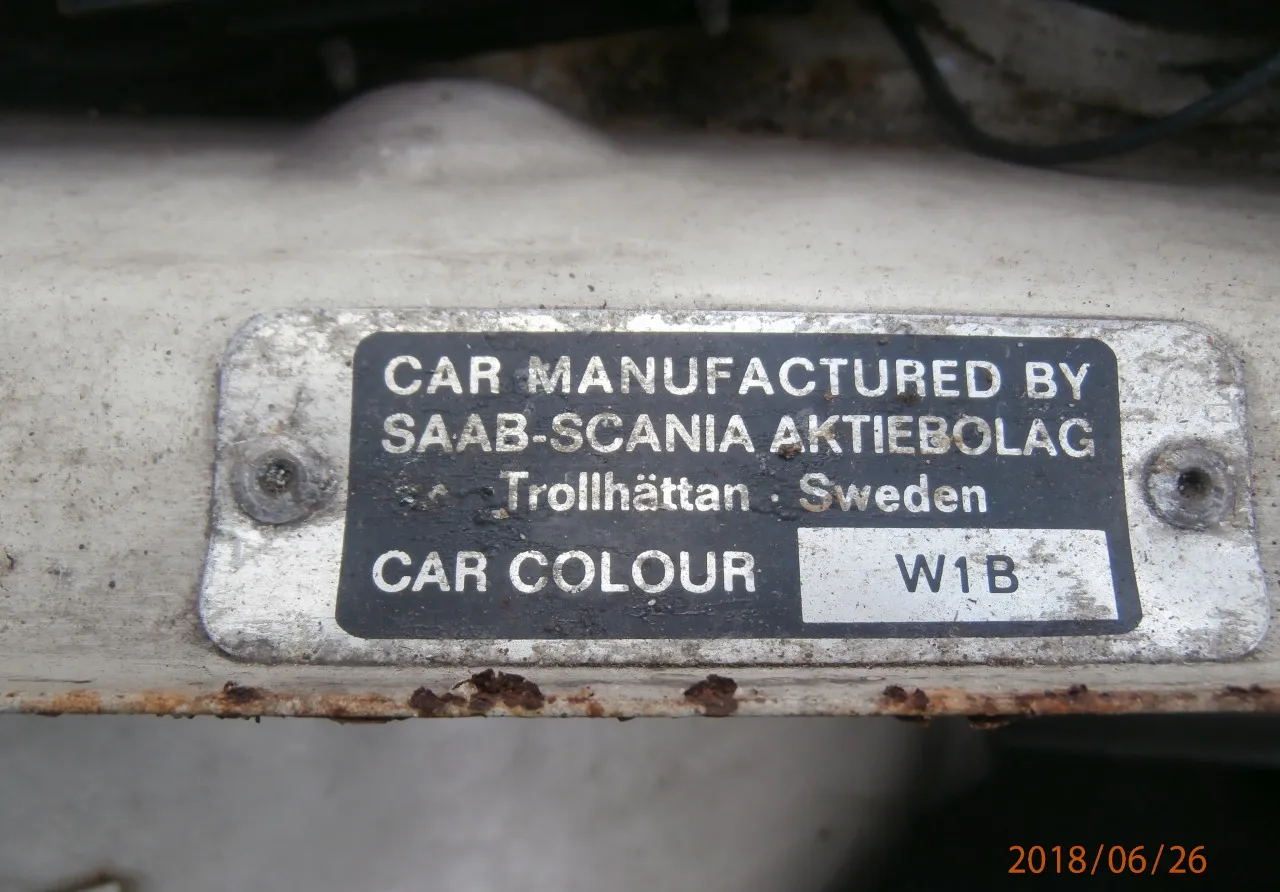 CAR MANUFACTURED BY
SAAB-SCANIA AKTIEBOLAG
Trollhättan · Sweden
CAR COLOUR W1B
2018/06/26